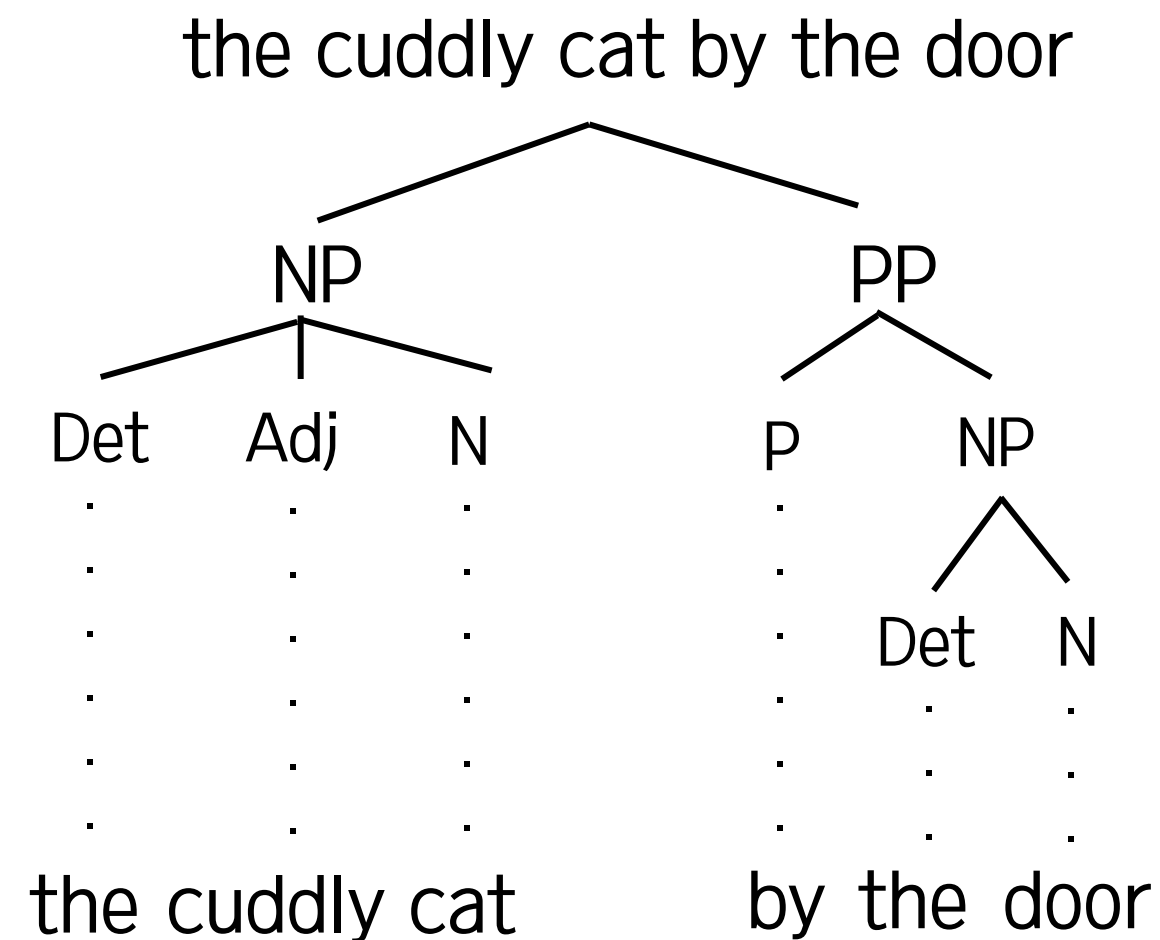 the cuddly cat by the door
NP PP
Det Adj N P NP
Det N
the cuddly cat by the door